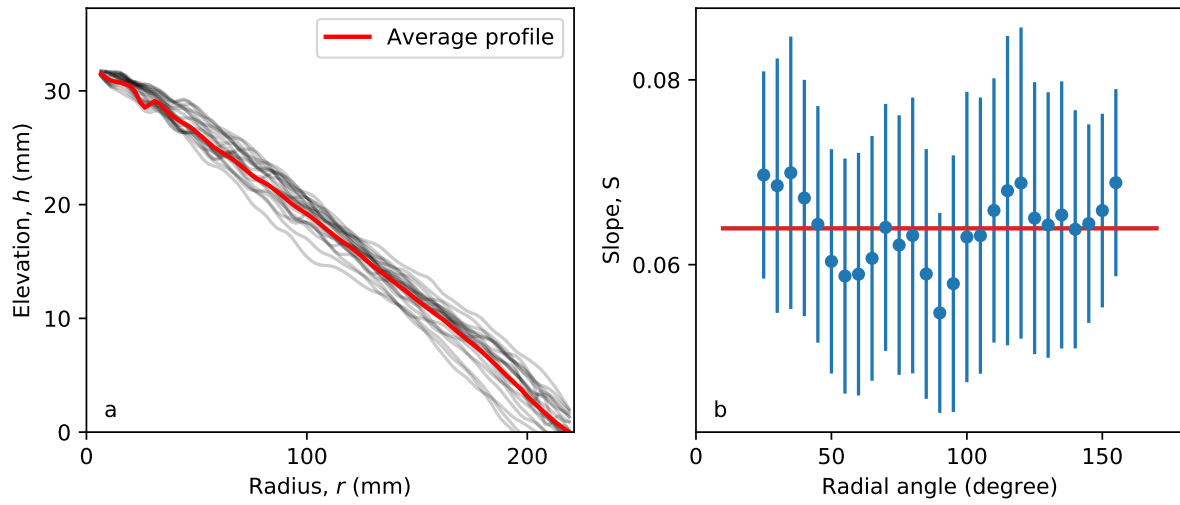 Average profile
30
20
10
0
Elevation, h (mm)
a
0
100
200
Radius, r (mm)
0.08
0.06
Slope, S
b
0
50
100
150
Radial angle (degree)